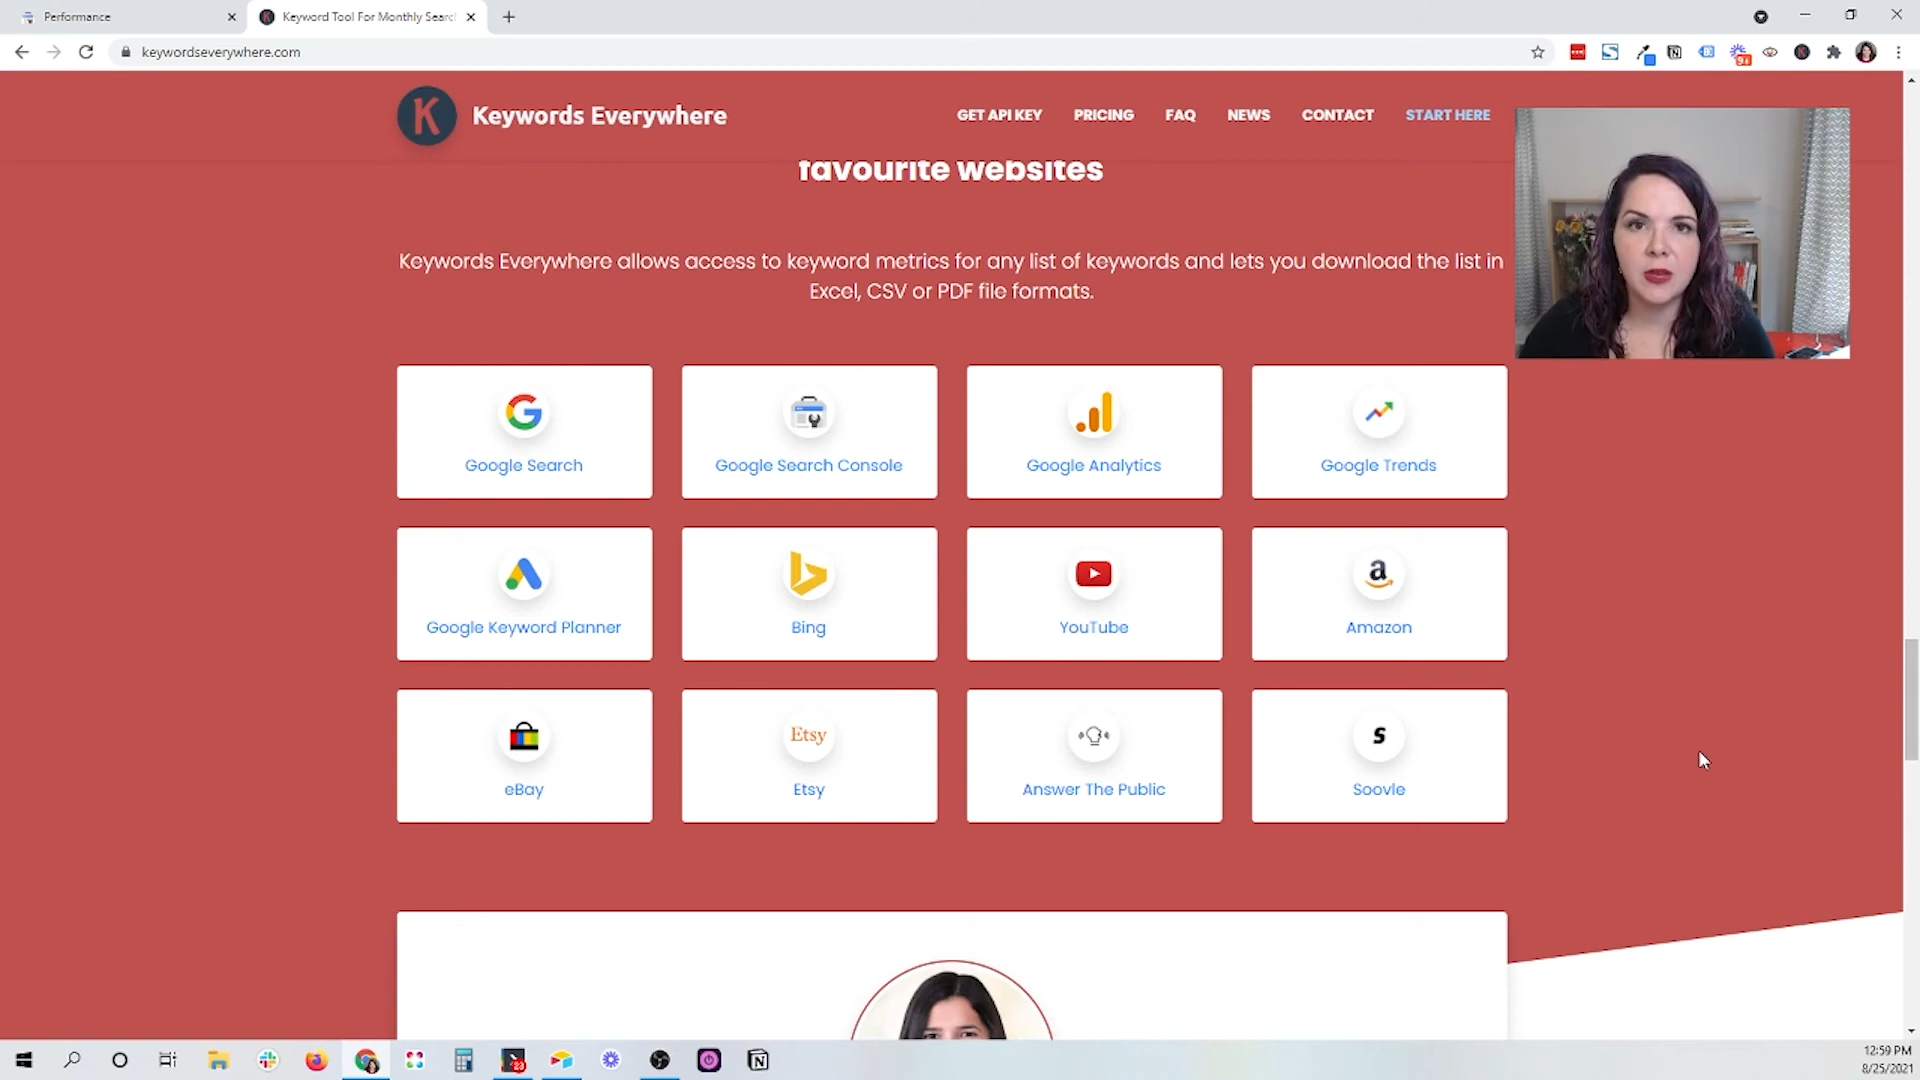 Performance
Keyword Tool For Monthly Searc
keywordseverywhere.com
9+
K
Keywords Everywhere
GET API KEY
PRICING
FAQ
NEWS
CONTACT
START HERE
favourite websites
Keywords Everywhere allows access to keyword metrics for any list of keywords and lets you download the list in
Excel, CSV or PDF file formats.
Google Search
Google Search Console
Google Analytics
Google Trends
Google Keyword Planner
Bing
YouTube
Amazon
Etsy
eBay
Etsy
Answer The Public
Soovle
23
12:59 PM
8/25/2021